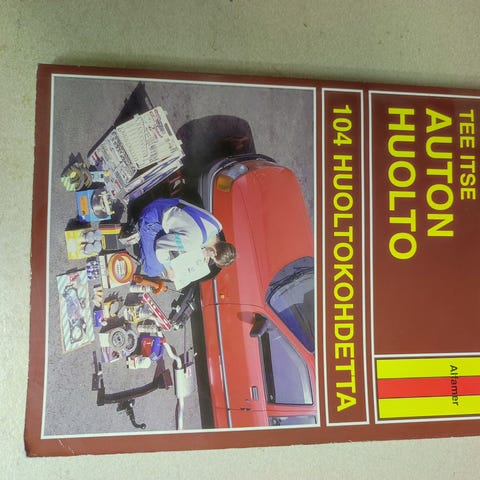 TEE ITSE
AUTON
HUOLTO
Alfamer
104 HUOLTOKOHDETTA